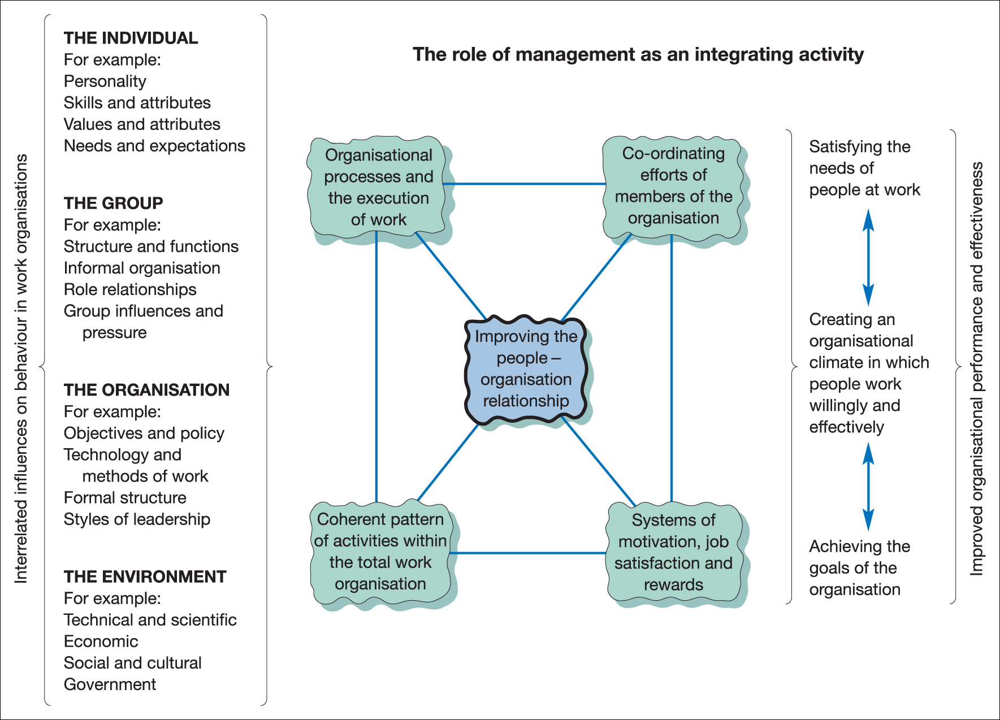 Interrelated influences on behaviour in work organisations
THE INDIVIDUAL
For example:
Personality
Skills and attributes
Values and attributes
Needs and expectations
THE GROUP
For example:
Structure and functions
Informal organisation
Role relationships
Group influences and
pressure
THE ORGANISATION
For example:
Objectives and policy
Technology and
methods of work
Formal structure
Styles of leadership
THE ENVIRONMENT
For example:
Technical and scientific
Economic
Social and cultural
Government
The role of management as an integrating activity
Organisational
processes and
the execution
of work
Co-ordinating
efforts of
members of the
organisation
Improving the
people –
organisation
relationship
Coherent pattern
of activities within
the total work
organisation
Systems of
motivation, job
satisfaction and
rewards
Satisfying the
needs of
people at work
Creating an
organisational
climate in which
people work
willingly and
effectively
Achieving the
goals of the
organisation
Improved organisational performance and effectiveness